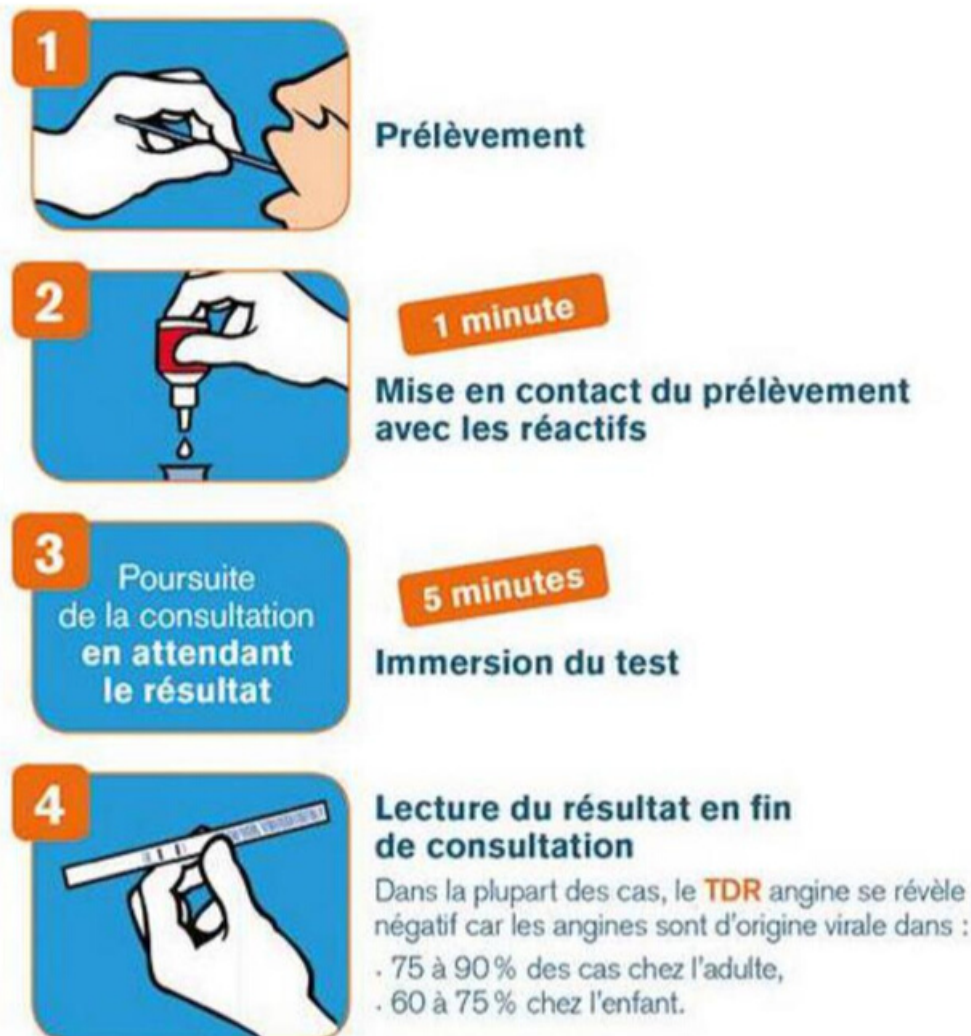 1
Prélèvement
2
1 minute
Mise en contact du prélèvement
avec les réactifs
3
Poursuite
de la consultation
en attendant
le résultat
5 minutes
Immersion du test
4
Lecture du résultat en fin
de consultation
Dans la plupart des cas, le TDR angine se révèle
négatif car les angines sont d'origine virale dans :
. 75 à 90 % des cas chez l'adulte,
. 60 à 75 % chez l'enfant.